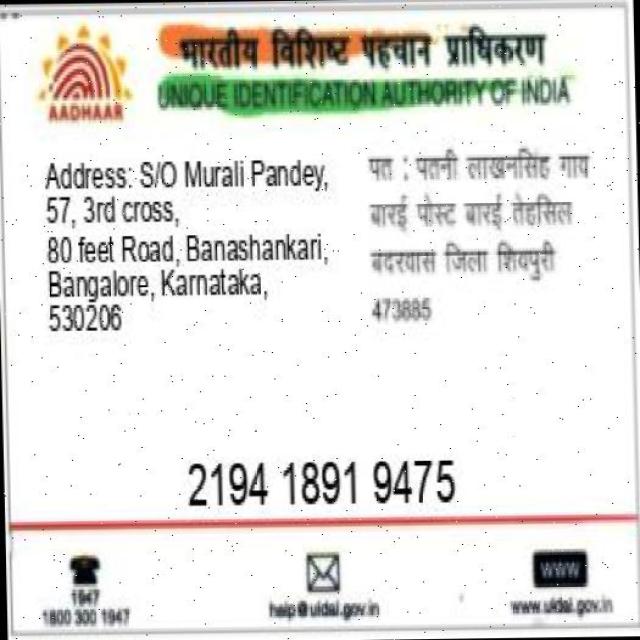 भारतीय विशिष्ट पहचान प्राधिकरण
UNIQUE IDENTIFICATION AUTHORITY OF INDIA
AADHAAR
Address: S/O Murali Pandey,
57, 3rd cross,
80 feet Road, Banashankari,
Bangalore, Karnataka,
530206
पत : पतनी लाखनसिंह गाव
बारई पोस्ट बारई तेहसिल
बदरवास जिला शिवपुरी
473885
2194 1891 9475
1947
1800 300 1947
help@uidai.gov.in
WWW
www.uidai.gov.in